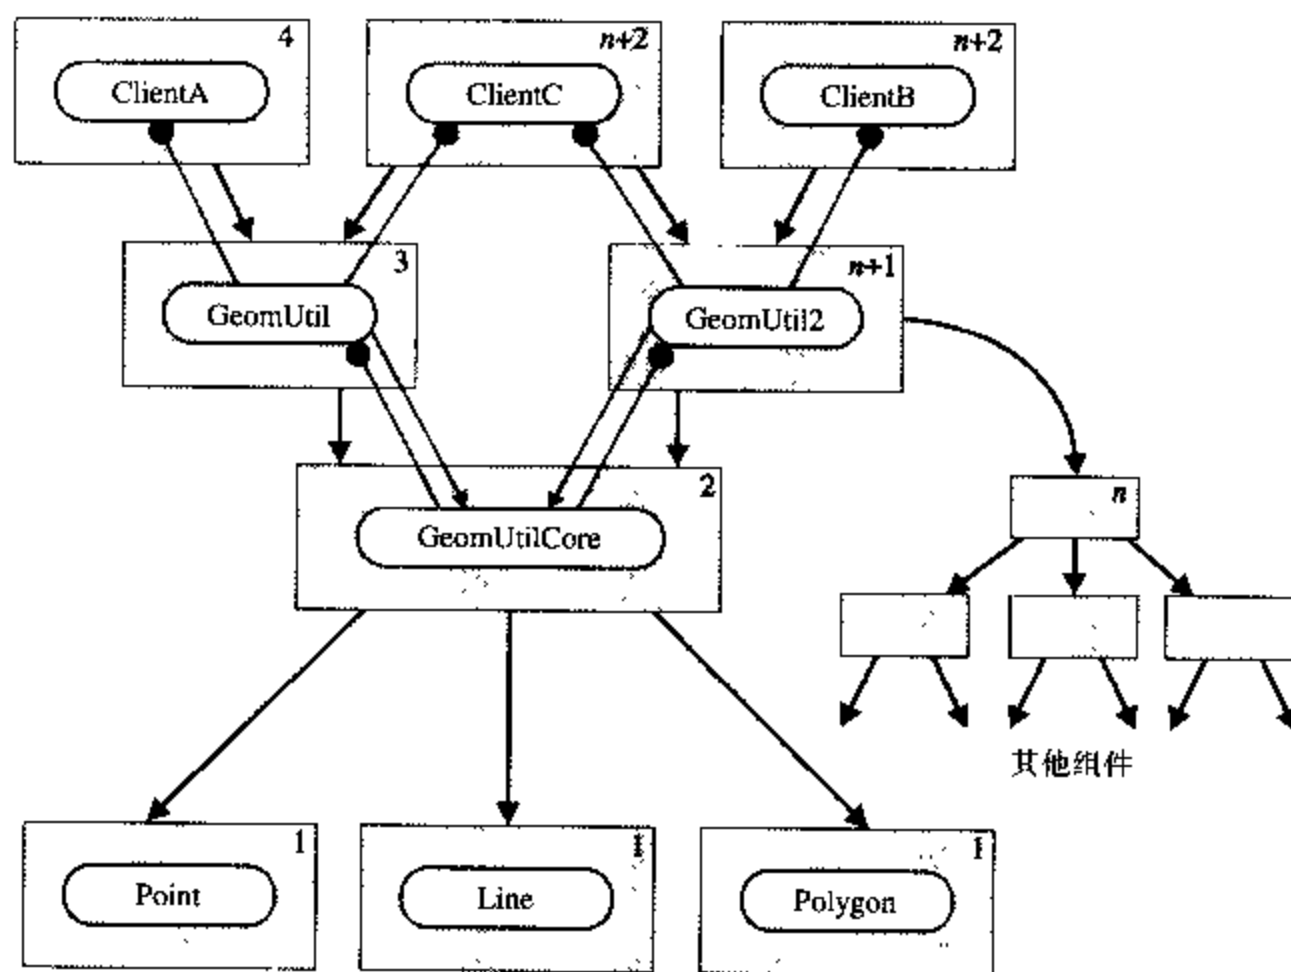 4
ClientA
n+2
ClientC
n+2
ClientB
3
GeomUtil
n+1
GeomUtil2
2
GeomUtilCore
n
其他组件
1
Point
1
Line
1
Polygon